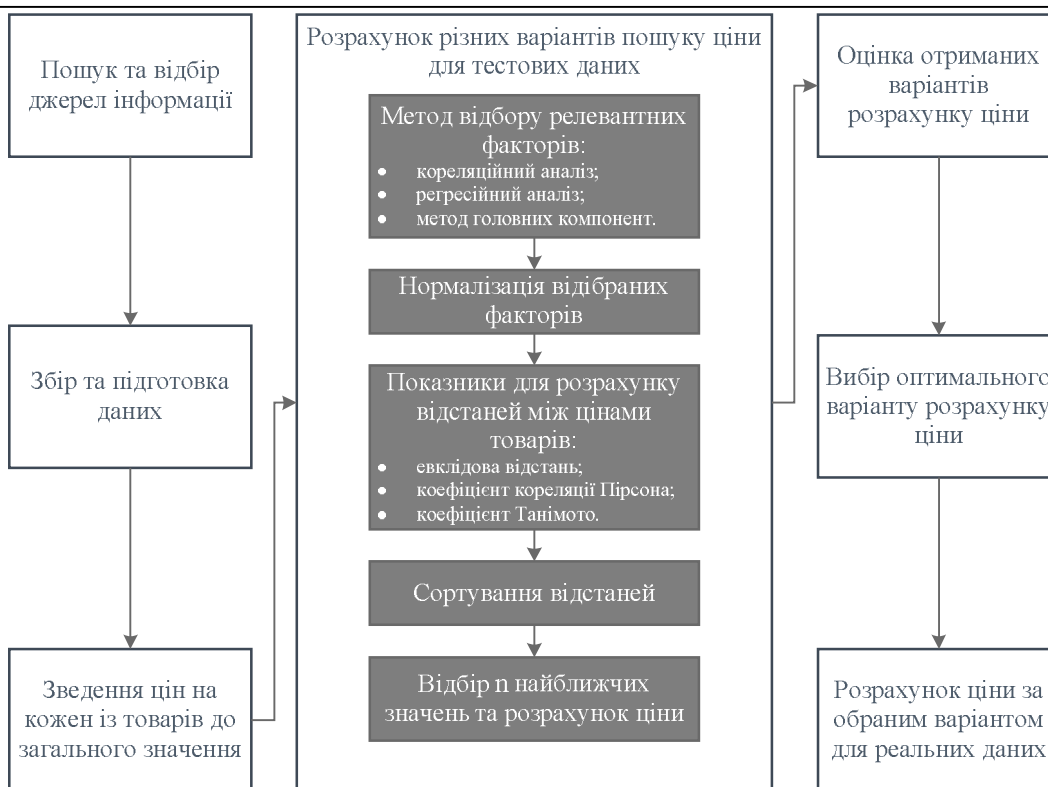 Пошук та відбір
джерел інформації
Збір та підготовка
даних
Зведення цін на
кожен із товарів до
загального значення
Розрахунок різних варіантів пошуку ціни
для тестових даних
Метод відбору релевантних
факторів:
• кореляційний аналіз;
• регресійний аналіз;
• метод головних компонент.
Нормалізація відібраних
факторів
Показники для розрахунку
відстаней між цінами
товарів:
• евклідова відстань;
• коефіцієнт кореляції Пірсона;
• коефіцієнт Танімото.
Сортування відстаней
Відбір n найближчих
значень та розрахунок ціни
Оцінка отриманих
варіантів
розрахунку ціни
Вибір оптимального
варіанту розрахунку
ціни
Розрахунок ціни за
обраним варіантом
для реальних даних